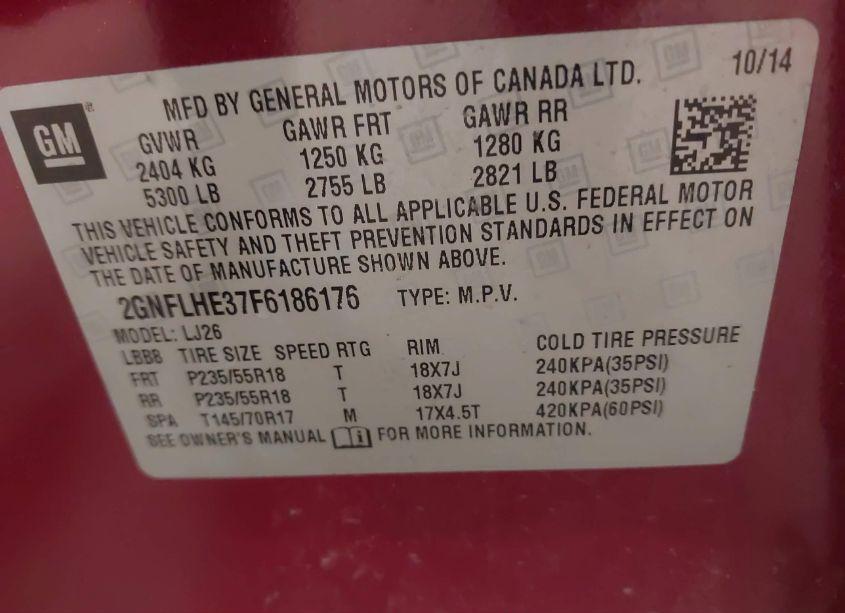 GM
MFD BY GENERAL MOTORS OF CANADA LTD. 10/14
GVWR GAWR FRT GAWR RR
2404 KG 1250 KG 1280 KG
5300 LB 2755 LB 2821 LB
THIS VEHICLE CONFORMS TO ALL APPLICABLE U.S. FEDERAL MOTOR
VEHICLE SAFETY AND THEFT PREVENTION STANDARDS IN EFFECT ON
THE DATE OF MANUFACTURE SHOWN ABOVE.
2GNFLHE37F6186176 TYPE: M.P.V.
MODEL: LJ26
LBB8 TIRE SIZE SPEED RTG RIM COLD TIRE PRESSURE
FRT P235/55R18 T 18X7J 240KPA(35PSI)
RR P235/55R18 T 18X7J 240KPA(35PSI)
SPA T145/70R17 M 17X4.5T 420KPA(60PSI)
SEE OWNER'S MANUAL FOR MORE INFORMATION.